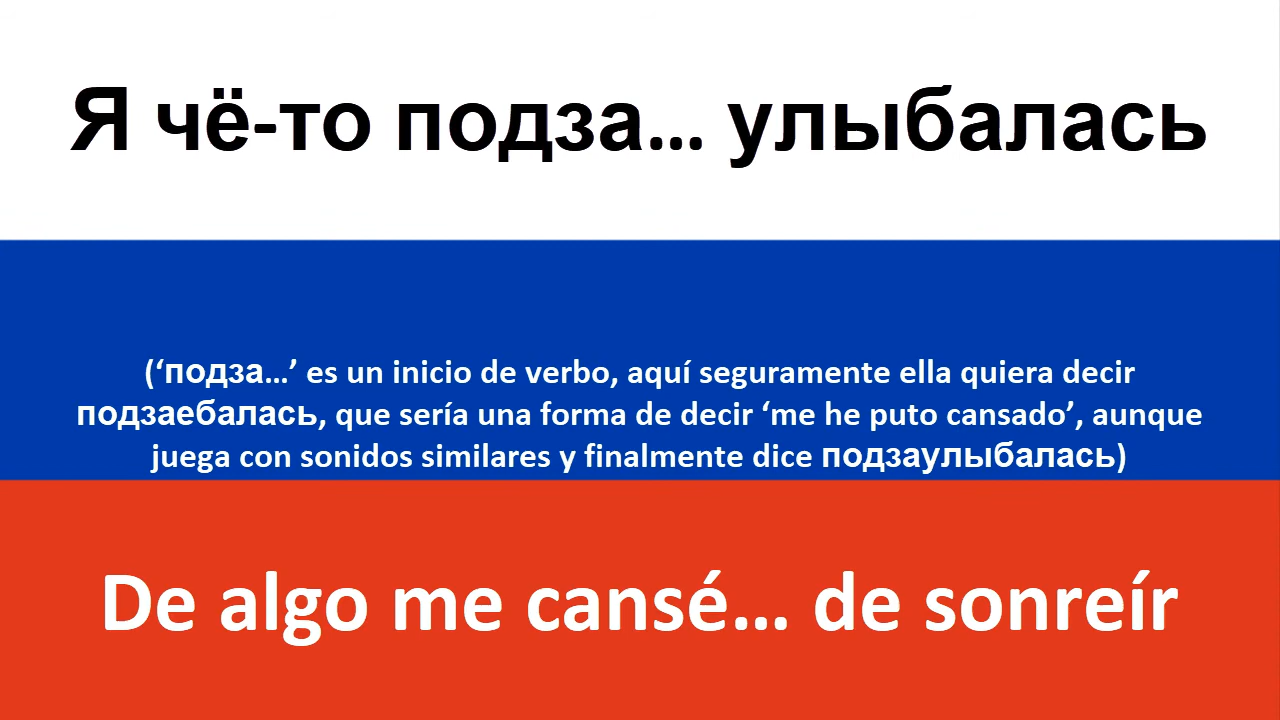 Я чё-то подза... улыбалась
(‘подза...’ es un inicio de verbo, aquí seguramente ella quiera decir
подзаебалась, que sería una forma de decir ‘me he puto cansado’, aunque
juega con sonidos similares y finalmente dice подзаулыбалась)
De algo me cansé... de sonreír